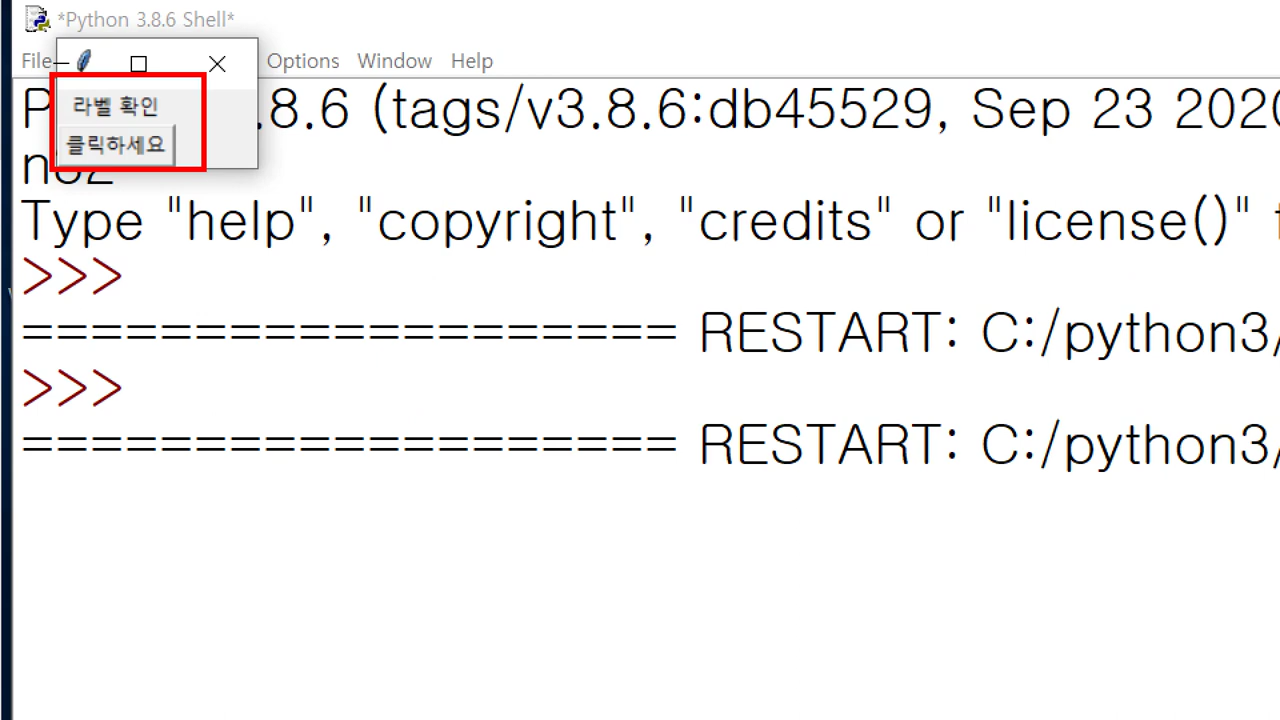 *Python 3.8.6 Shell*
File Options Window Help
라벨 확인
클릭하세요
P .8.6 (tags/v3.8.6:db45529, Sep 23 2020
Type "help", "copyright", "credits" or "license()"
>>>
=================== RESTART: C:/python3/
>>>
=================== RESTART: C:/python3/